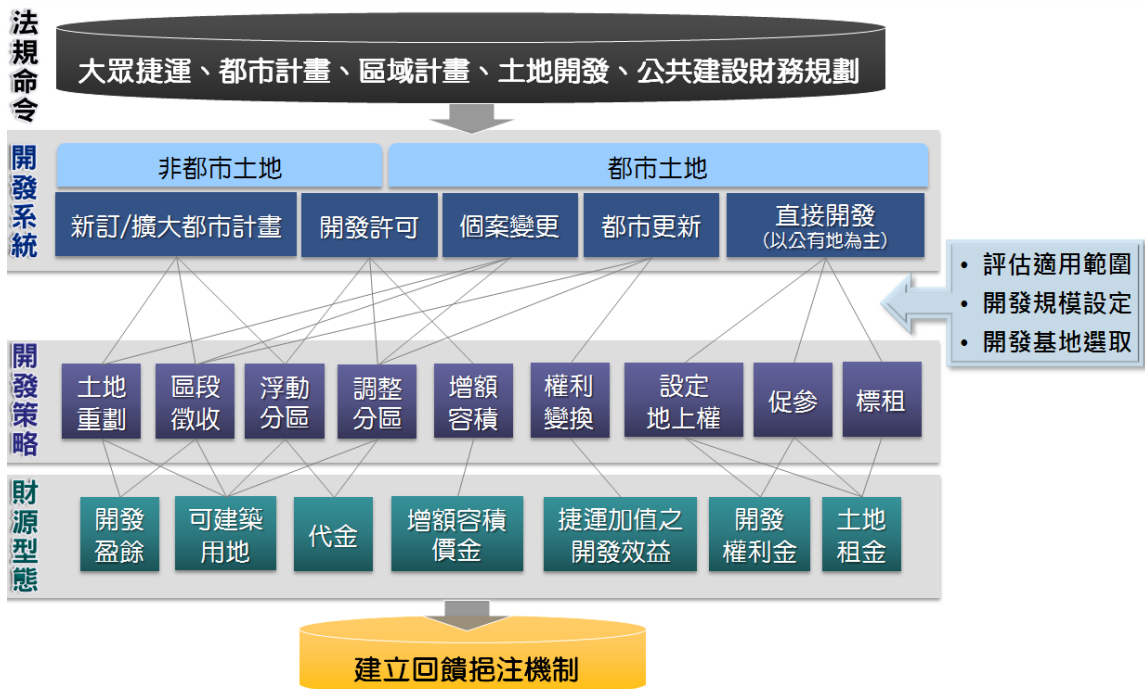 法規命令
大眾捷運、都市計畫、區域計畫、土地開發、公共建設財務規劃
開發系統
非都市土地
都市土地
新訂/擴大都市計畫
開發許可
個案變更
都市更新
直接開發
(以公有地為主)
• 評估適用範圍
• 開發規模設定
• 開發基地選取
開發策略
土地
重劃
區段
徵收
浮動
分區
調整
分區
增額
容積
權利
變換
設定
地上權
促參
標租
財源型態
開發
盈餘
可建築
用地
代金
增額容積
價金
捷運加值之
開發效益
開發
權利金
土地
租金
建立回饋挹注機制